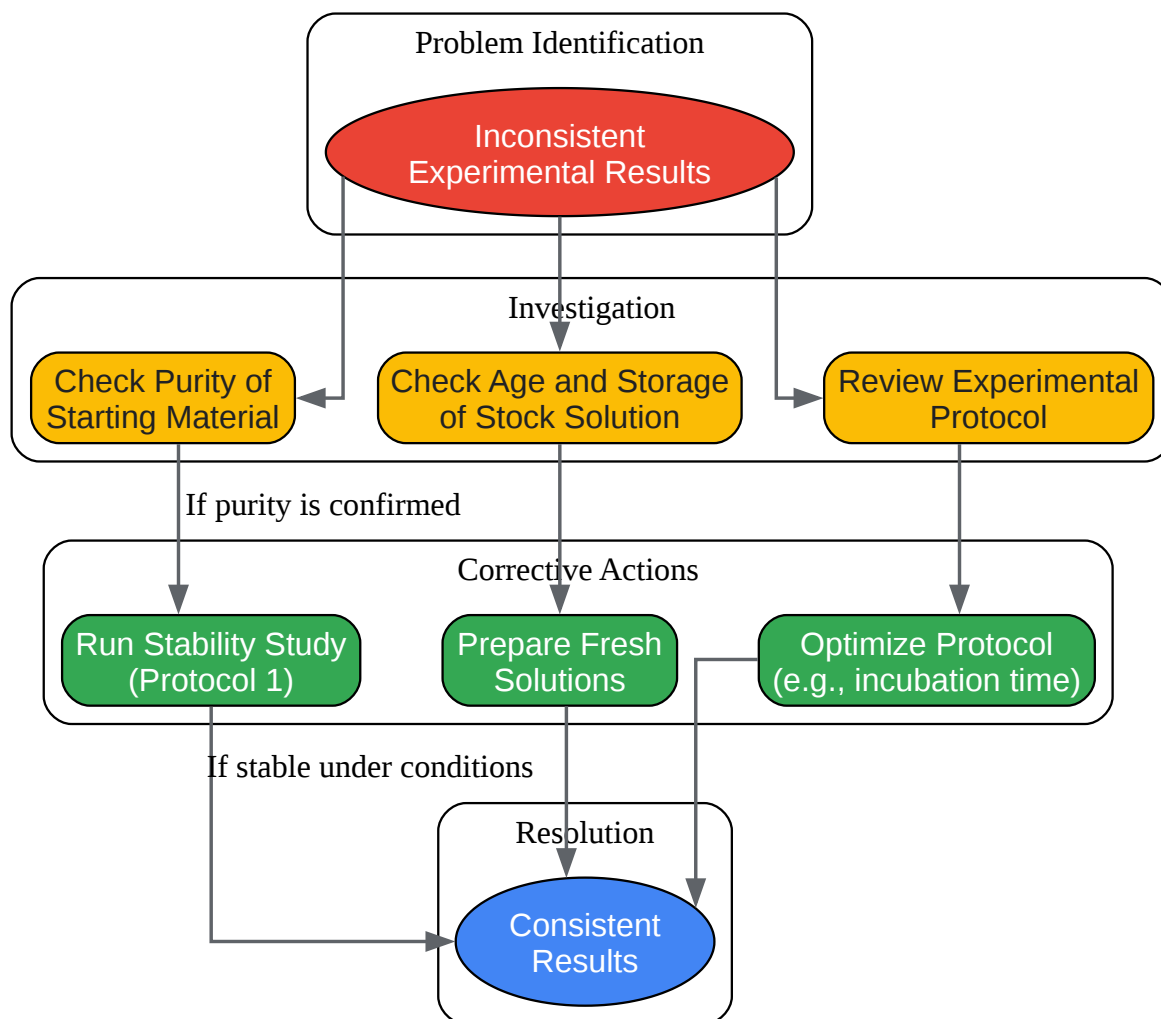 Problem Identification
Inconsistent
Experimental Results
Investigation
Check Purity of
Starting Material
Check Age and Storage
of Stock Solution
Review Experimental
Protocol
If purity is confirmed
Corrective Actions
Run Stability Study
(Protocol 1)
Prepare Fresh
Solutions
Optimize Protocol
(e.g., incubation time)
If stable under conditions
Resolution
Consistent
Results